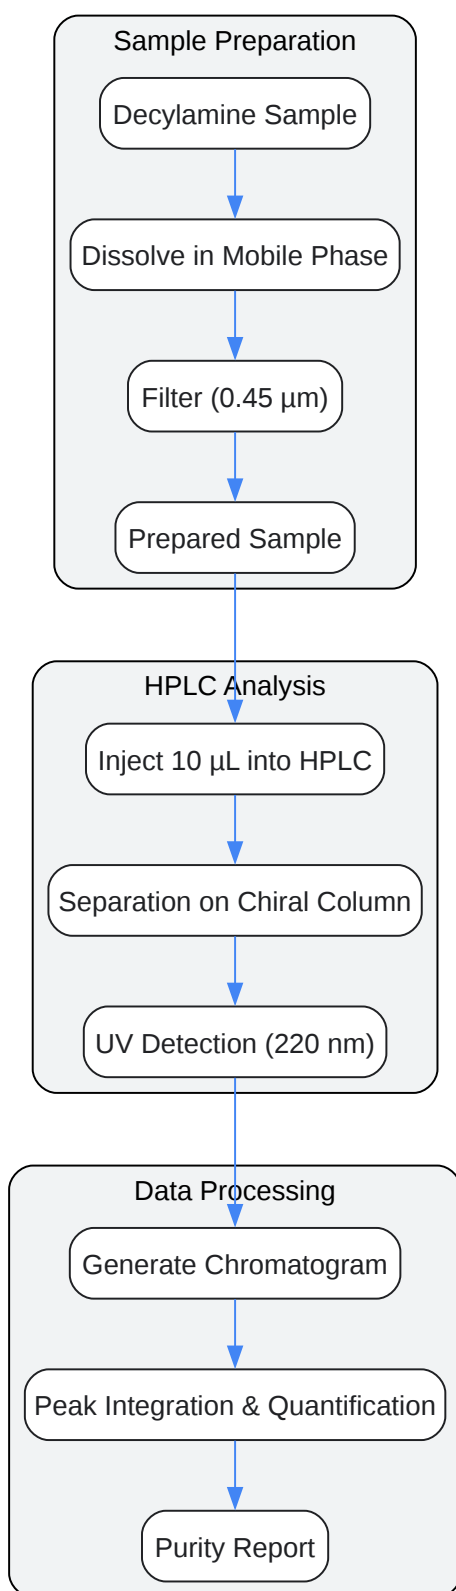 Sample Preparation
Decylamine Sample
Dissolve in Mobile Phase
Filter (0.45 µm)
Prepared Sample
HPLC Analysis
Inject 10 µL into HPLC
Separation on Chiral Column
UV Detection (220 nm)
Data Processing
Generate Chromatogram
Peak Integration & Quantification
Purity Report